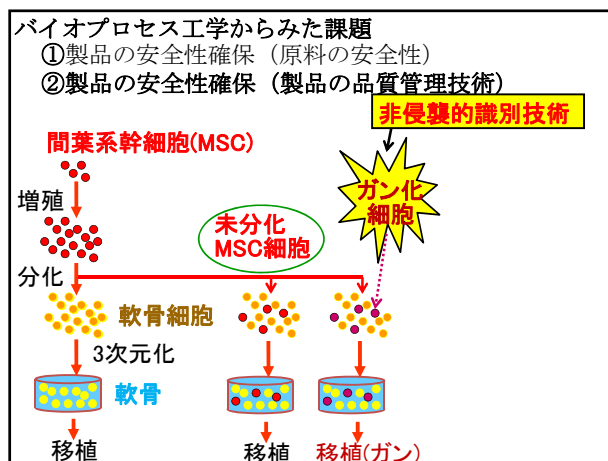 バイオプロセス工学からみた課題
①製品の安全性確保（原料の安全性）
②製品の安全性確保（製品の品質管理技術）
非侵襲的識別技術
間葉系幹細胞(MSC)
ガン化
細胞
増殖
未分化
MSC細胞
分化
軟骨細胞
3次元化
軟骨
移植
移植
移植(ガン)